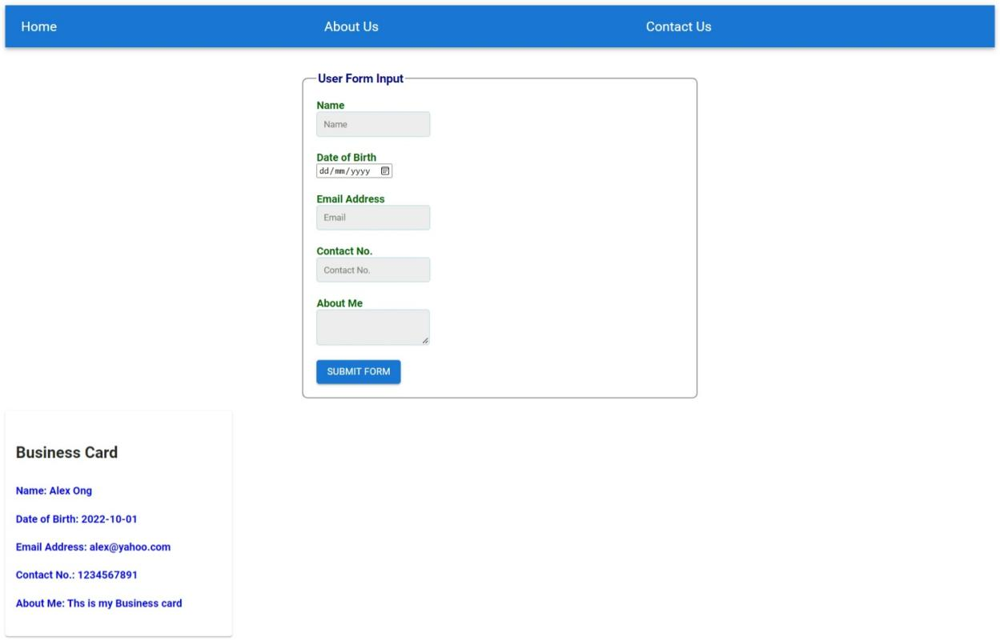 Home About Us Contact Us
User Form Input
Name
Name
Date of Birth
dd/mm/yyyy
Email Address
Email
Contact No.
Contact No.
About Me
SUBMIT FORM
Business Card
Name: Alex Ong
Date of Birth: 2022-10-01
Email Address: alex@yahoo.com
Contact No.: 1234567891
About Me: Ths is my Business card